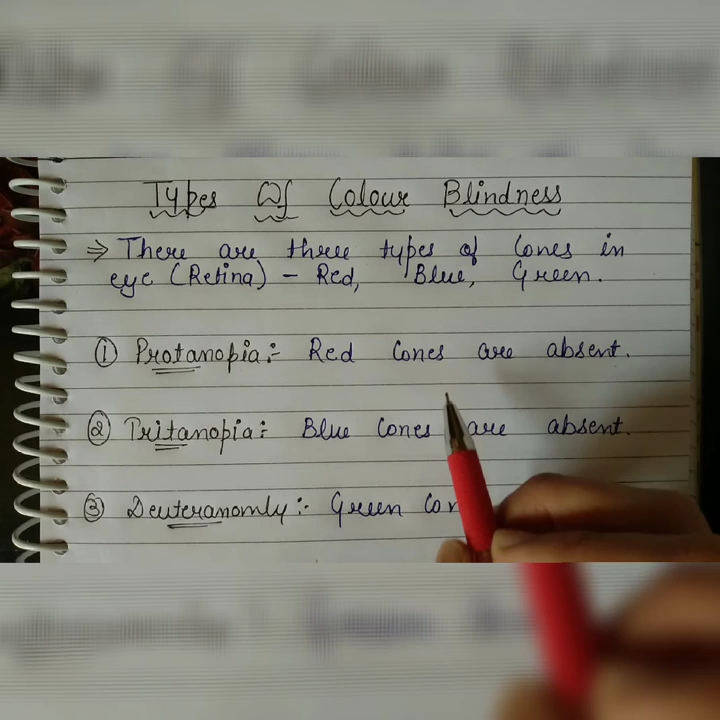 Types Of Colour Blindness
⇒ There are three types of Cones in
eye (Retina) – Red, Blue, Green.
① Protanopia :- Red Cones are absent.
② Tritanopia :- Blue Cones are absent.
③ Deuteranomly :- Green Con